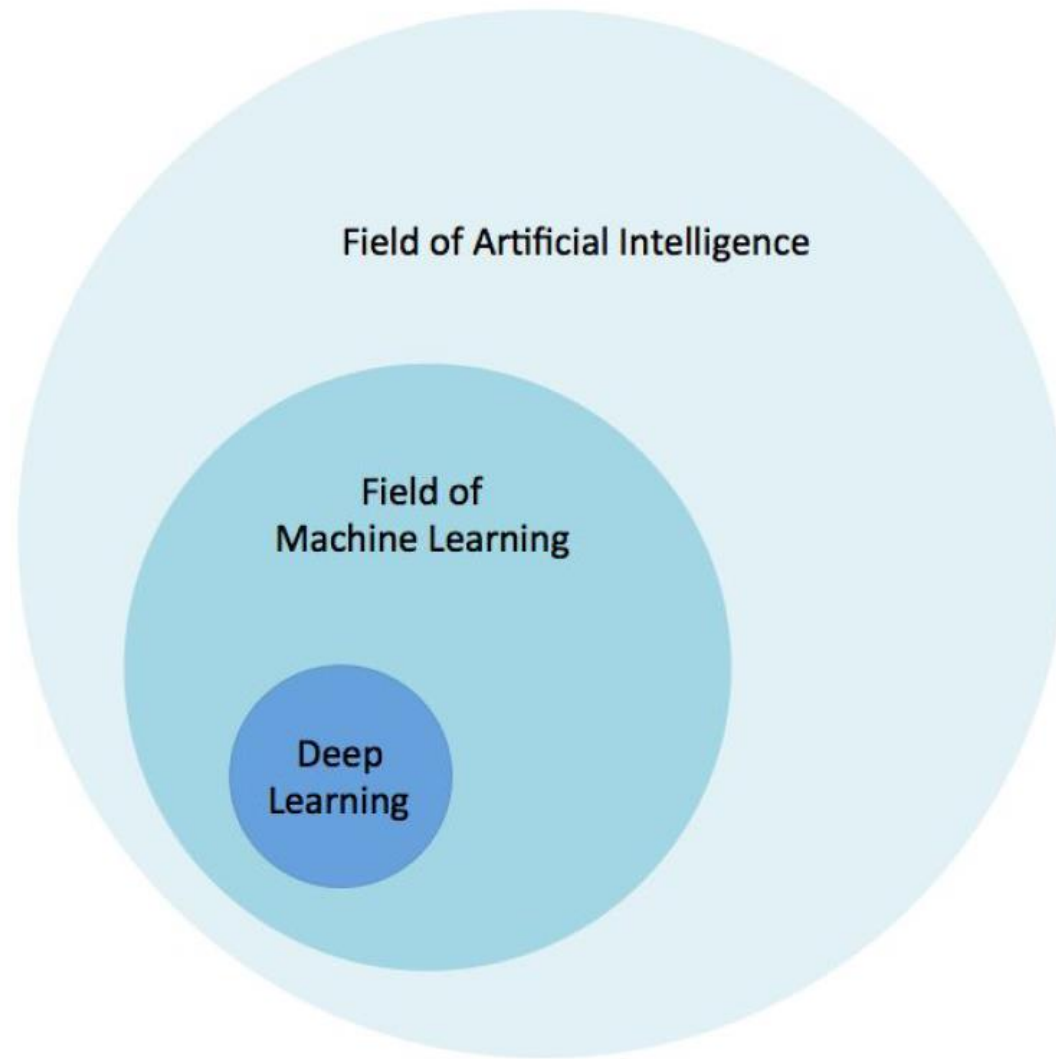 Field of Artificial Intelligence
Field of
Machine Learning
Deep
Learning